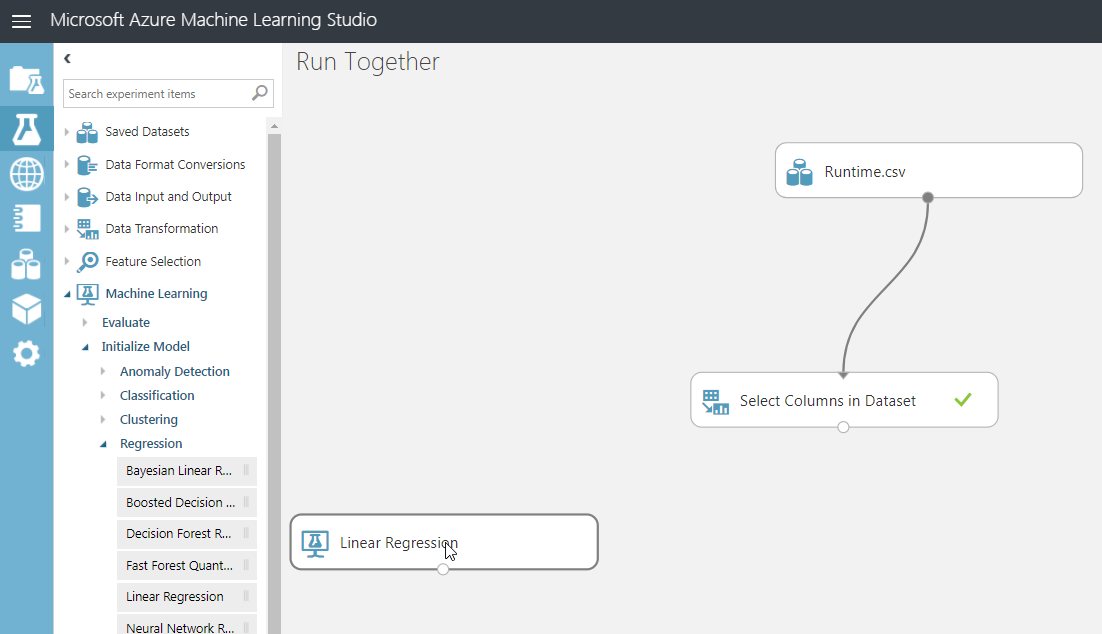 Microsoft Azure Machine Learning Studio
Run Together
Search experiment items
Saved Datasets
Data Format Conversions
Data Input and Output
Data Transformation
Feature Selection
Machine Learning
Evaluate
Initialize Model
Anomaly Detection
Classification
Clustering
Regression
Bayesian Linear R...
Boosted Decision ...
Decision Forest R...
Fast Forest Quant...
Linear Regression
Neural Network R...
Runtime.csv
Select Columns in Dataset
Linear Regression